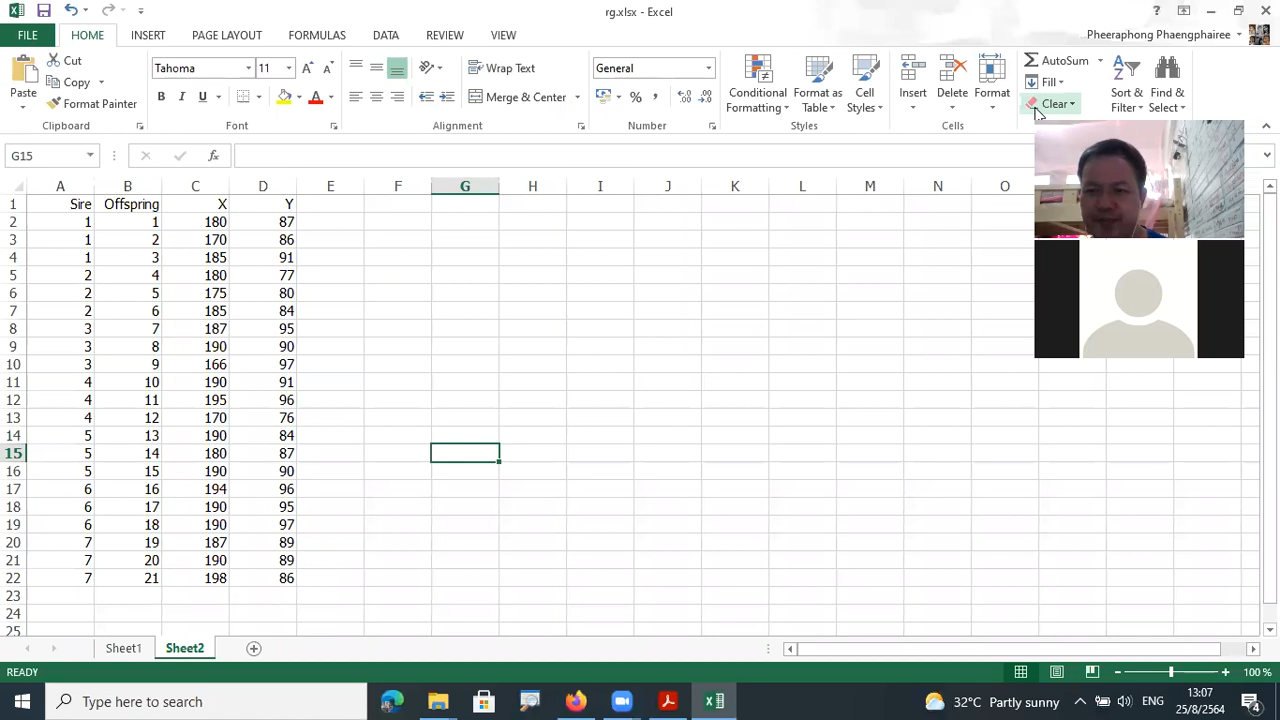 rg.xlsx - Excel
FILE HOME INSERT PAGE LAYOUT FORMULAS DATA REVIEW VIEW Pheeraphong Phaengphairee
Paste Cut Copy Format Painter Clipboard
Tahoma 11 B I U A Font
Wrap Text Merge & Center Alignment
General % Number
Conditional Formatting Format as Table Cell Styles Styles
Insert Delete Format Cells
AutoSum Fill Clear Sort & Filter Find & Select
G15 fx
A B C D E F G H I J K L M N O
1 Sire Offspring X Y
2 1 1 180 87
3 1 2 170 86
4 1 3 185 91
5 2 4 180 77
6 2 5 175 80
7 2 6 185 84
8 3 7 187 95
9 3 8 190 90
10 3 9 166 97
11 4 10 190 91
12 4 11 195 96
13 4 12 170 76
14 5 13 190 84
15 5 14 180 87
16 5 15 190 90
17 6 16 194 96
18 6 17 190 95
19 6 18 190 97
20 7 19 187 89
21 7 20 190 89
22 7 21 198 86
23
24
25
Sheet1 Sheet2
READY 100 %
Type here to search 32°C Partly sunny ENG 13:07 25/8/2564 4